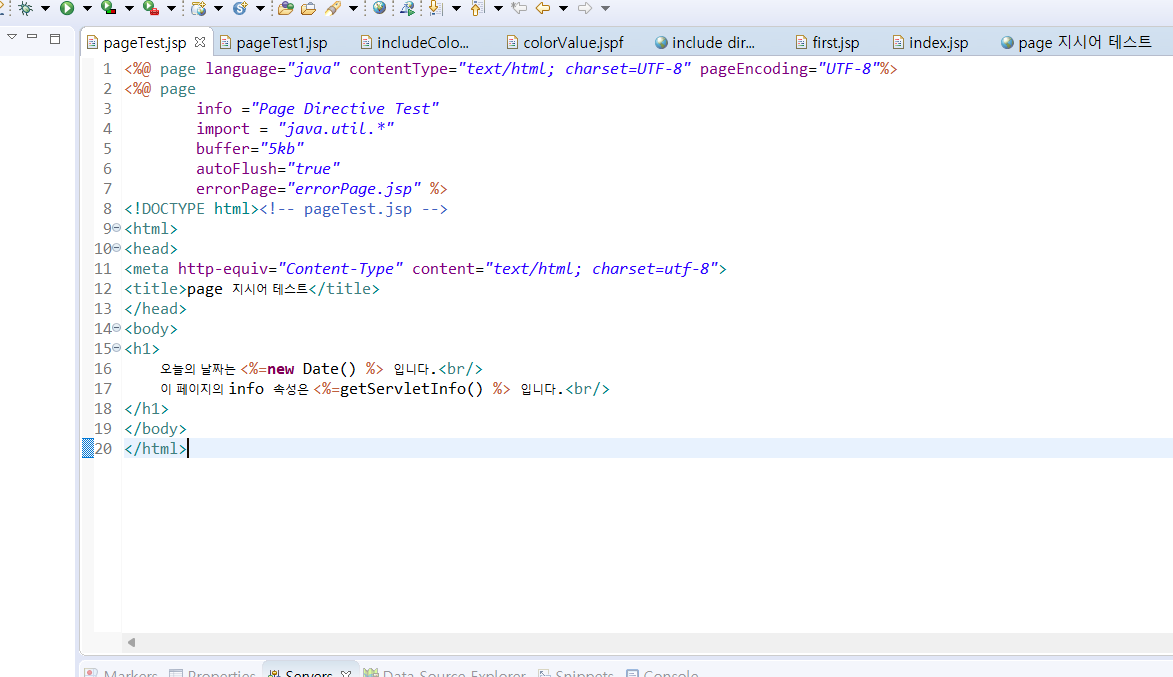 pageTest.jsp pageTest1.jsp includeColo... colorValue.jspf include dir... first.jsp index.jsp page 지시어 테스트
1 <%@ page language="java" contentType="text/html; charset=UTF-8" pageEncoding="UTF-8"%>
2 <%@ page
3 info ="Page Directive Test"
4 import = "java.util.*"
5 buffer="5kb"
6 autoFlush="true"
7 errorPage="errorPage.jsp" %>
8 <!DOCTYPE html><!-- pageTest.jsp -->
9 <html>
10 <head>
11 <meta http-equiv="Content-Type" content="text/html; charset=utf-8">
12 <title>page 지시어 테스트</title>
13 </head>
14 <body>
15 <h1>
16 오늘의 날짜는 <%=new Date() %> 입니다.<br/>
17 이 페이지의 info 속성은 <%=getServletInfo() %> 입니다.<br/>
18 </h1>
19 </body>
20 </html>
Markers Properties Servers Data Source Explorer Snippets Console